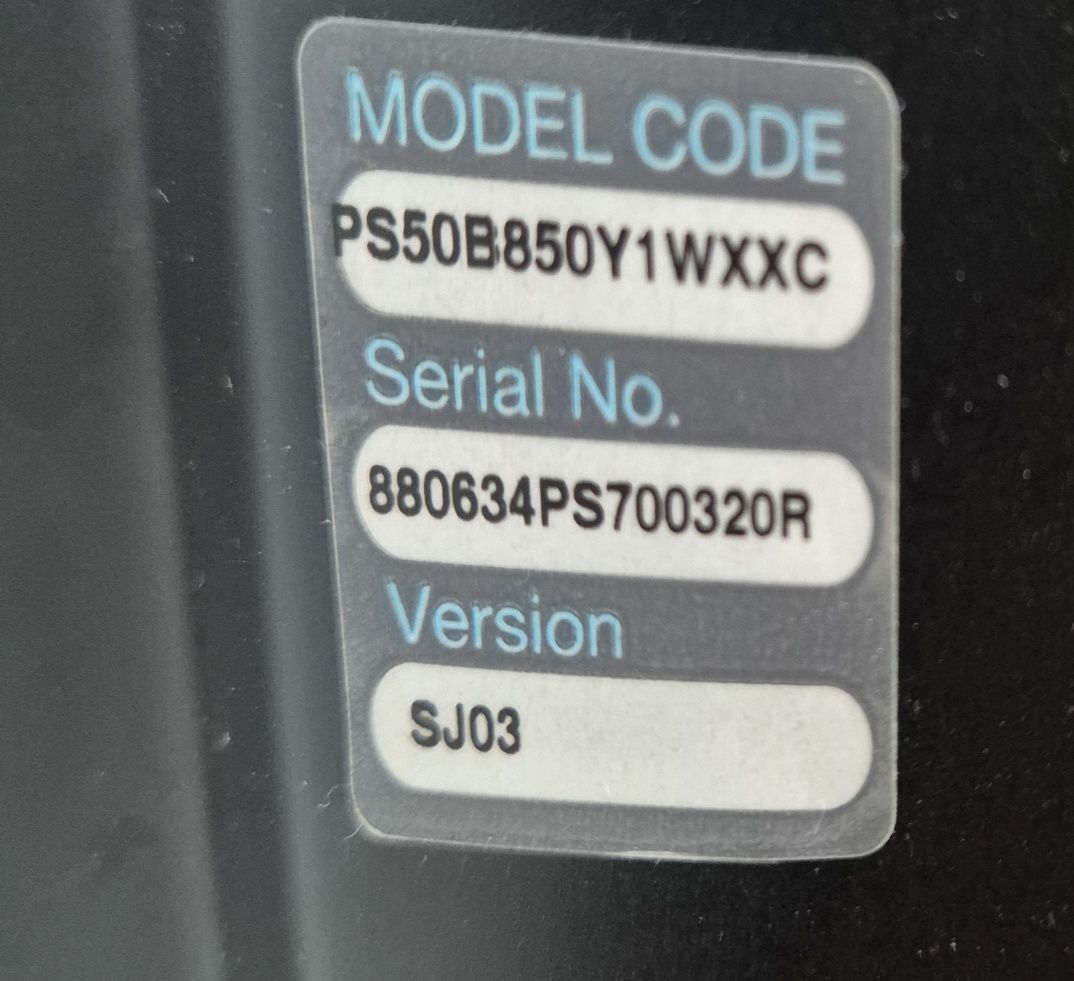 MODEL CODE
PS50B850Y1WXXC
Serial No.
880634PS700320R
Version
SJ03